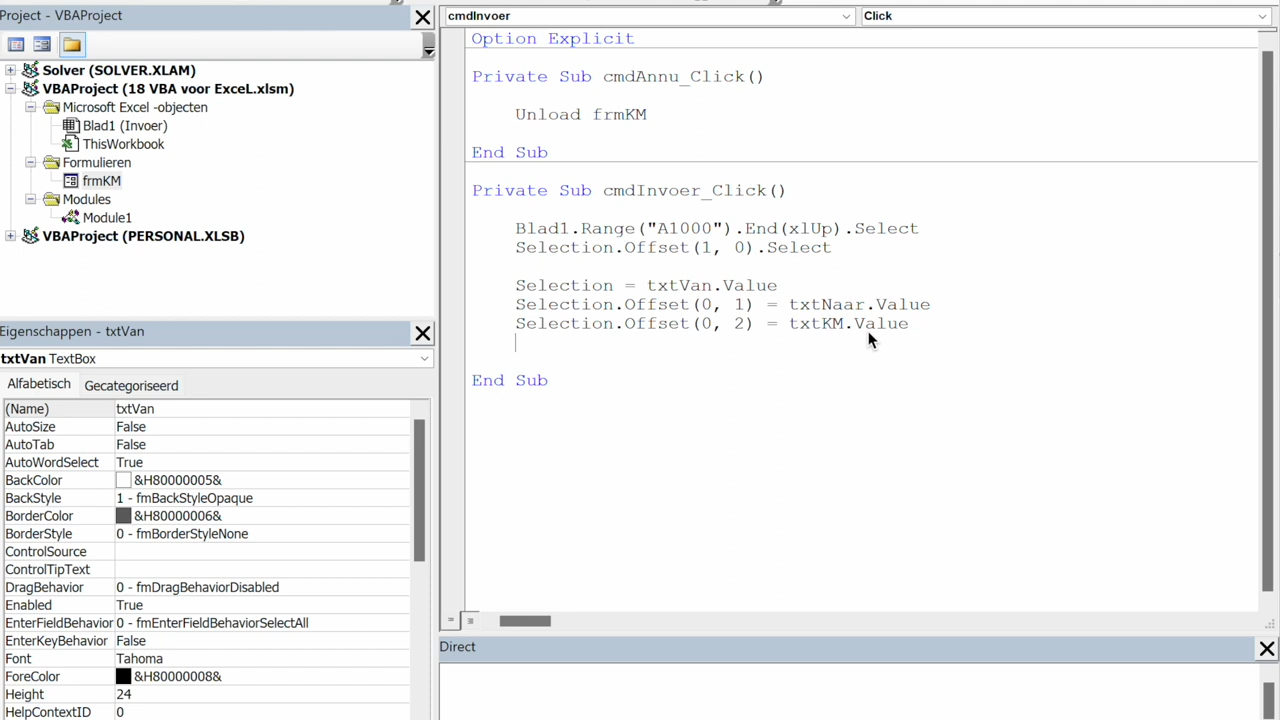 Project - VBAProject
Solver (SOLVER.XLAM)
VBAProject (18 VBA voor ExceL.xlsm)
Microsoft Excel -objecten
Blad1 (Invoer)
ThisWorkbook
Formulieren
frmKM
Modules
Module1
VBAProject (PERSONAL.XLSB)
Eigenschappen - txtVan
txtVan TextBox
Alfabetisch Gecategoriseerd
(Name) txtVan
AutoSize False
AutoTab False
AutoWordSelect True
BackColor &H80000005&
BackStyle 1 - fmBackStyleOpaque
BorderColor &H80000006&
BorderStyle 0 - fmBorderStyleNone
ControlSource
ControlTipText
DragBehavior 0 - fmDragBehaviorDisabled
Enabled True
EnterFieldBehavior 0 - fmEnterFieldBehaviorSelectAll
EnterKeyBehavior False
Font Tahoma
ForeColor &H80000008&
Height 24
HelpContextID 0
cmdInvoer Click
Option Explicit
Private Sub cmdAnnu_Click()
Unload frmKM
End Sub
Private Sub cmdInvoer_Click()
Blad1.Range("A1000").End(xlUp).Select
Selection.Offset(1, 0).Select
Selection = txtVan.Value
Selection.Offset(0, 1) = txtNaar.Value
Selection.Offset(0, 2) = txtKM.Value
End Sub
Direct